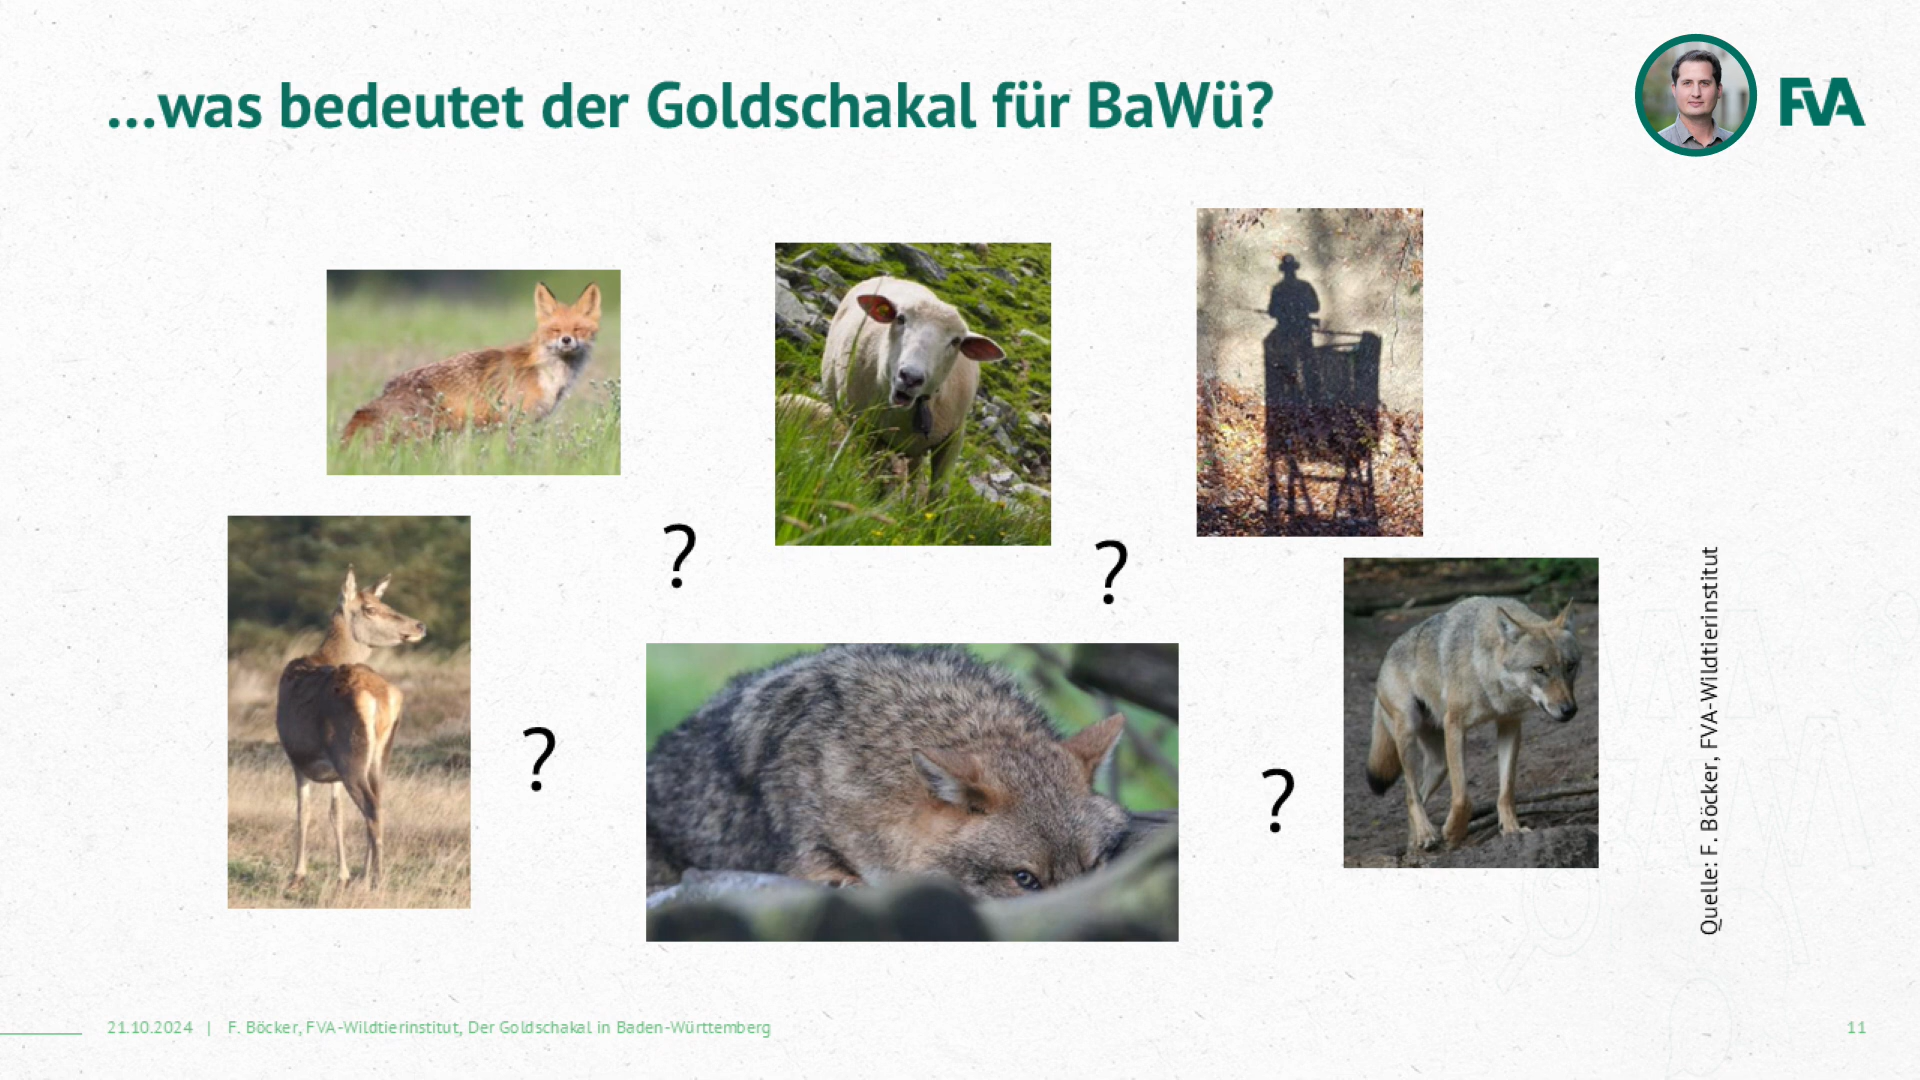 ...was bedeutet der Goldschakal für BaWü?
FVA
?
?
?
?
Quelle: F. Böcker, FVA-Wildtierinstitut
21.10.2024 | F. Böcker, FVA-Wildtierinstitut, Der Goldschakal in Baden-Württemberg
11